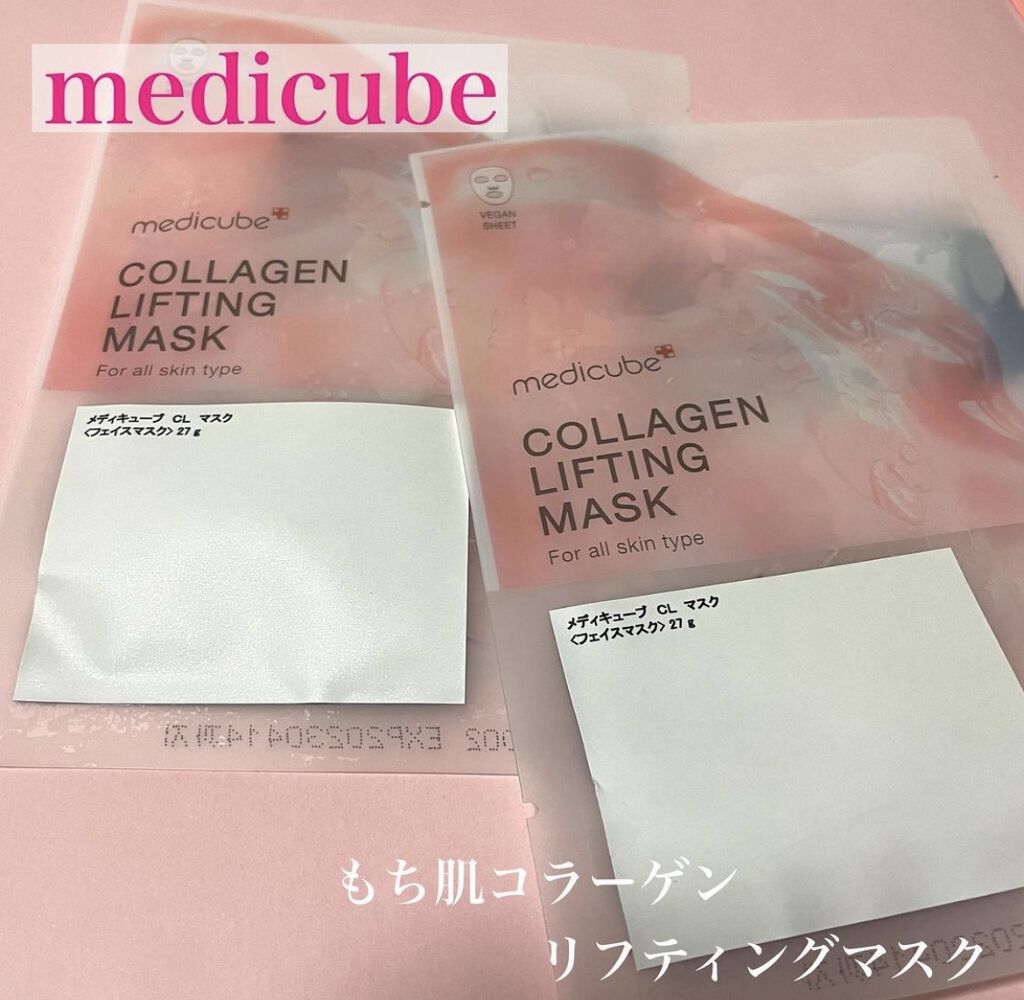 medicube
medicube
COLLAGEN
LIFTING
MASK
For all skin type
メディキューブ CL マスク
<フェイスマスク> 27g
EXP20230414
VEGAN
SHEET
medicube
COLLAGEN
LIFTING
MASK
For all skin type
メディキューブ CL マスク
<フェイスマスク> 27g
もち肌コラーゲン
リフティングマスク